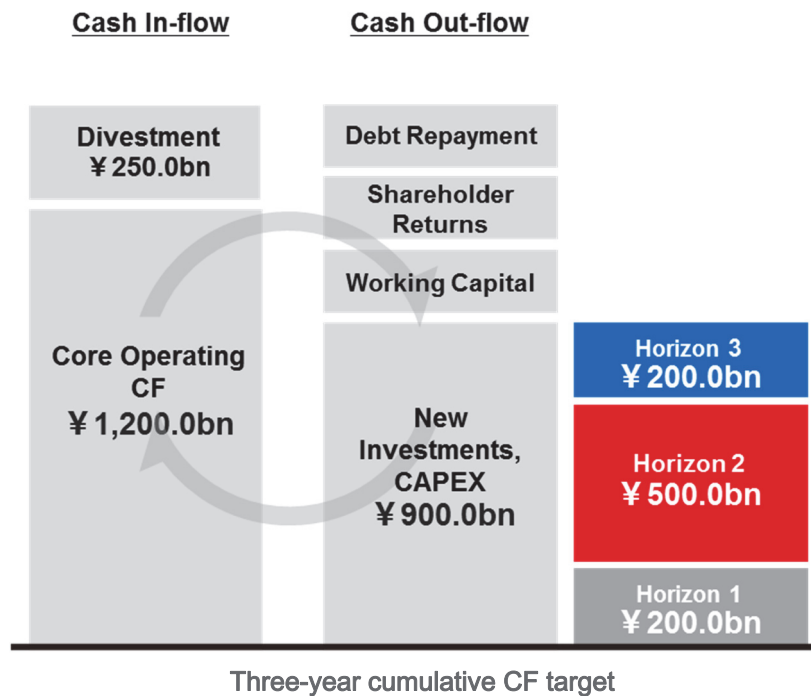 Cash In-flow
Cash Out-flow
Divestment
¥ 250.0bn
Core Operating
CF
¥ 1,200.0bn
Debt Repayment
Shareholder
Returns
Working Capital
New
Investments,
CAPEX
¥ 900.0bn
Horizon 3
¥ 200.0bn
Horizon 2
¥ 500.0bn
Horizon 1
¥ 200.0bn
Three-year cumulative CF target